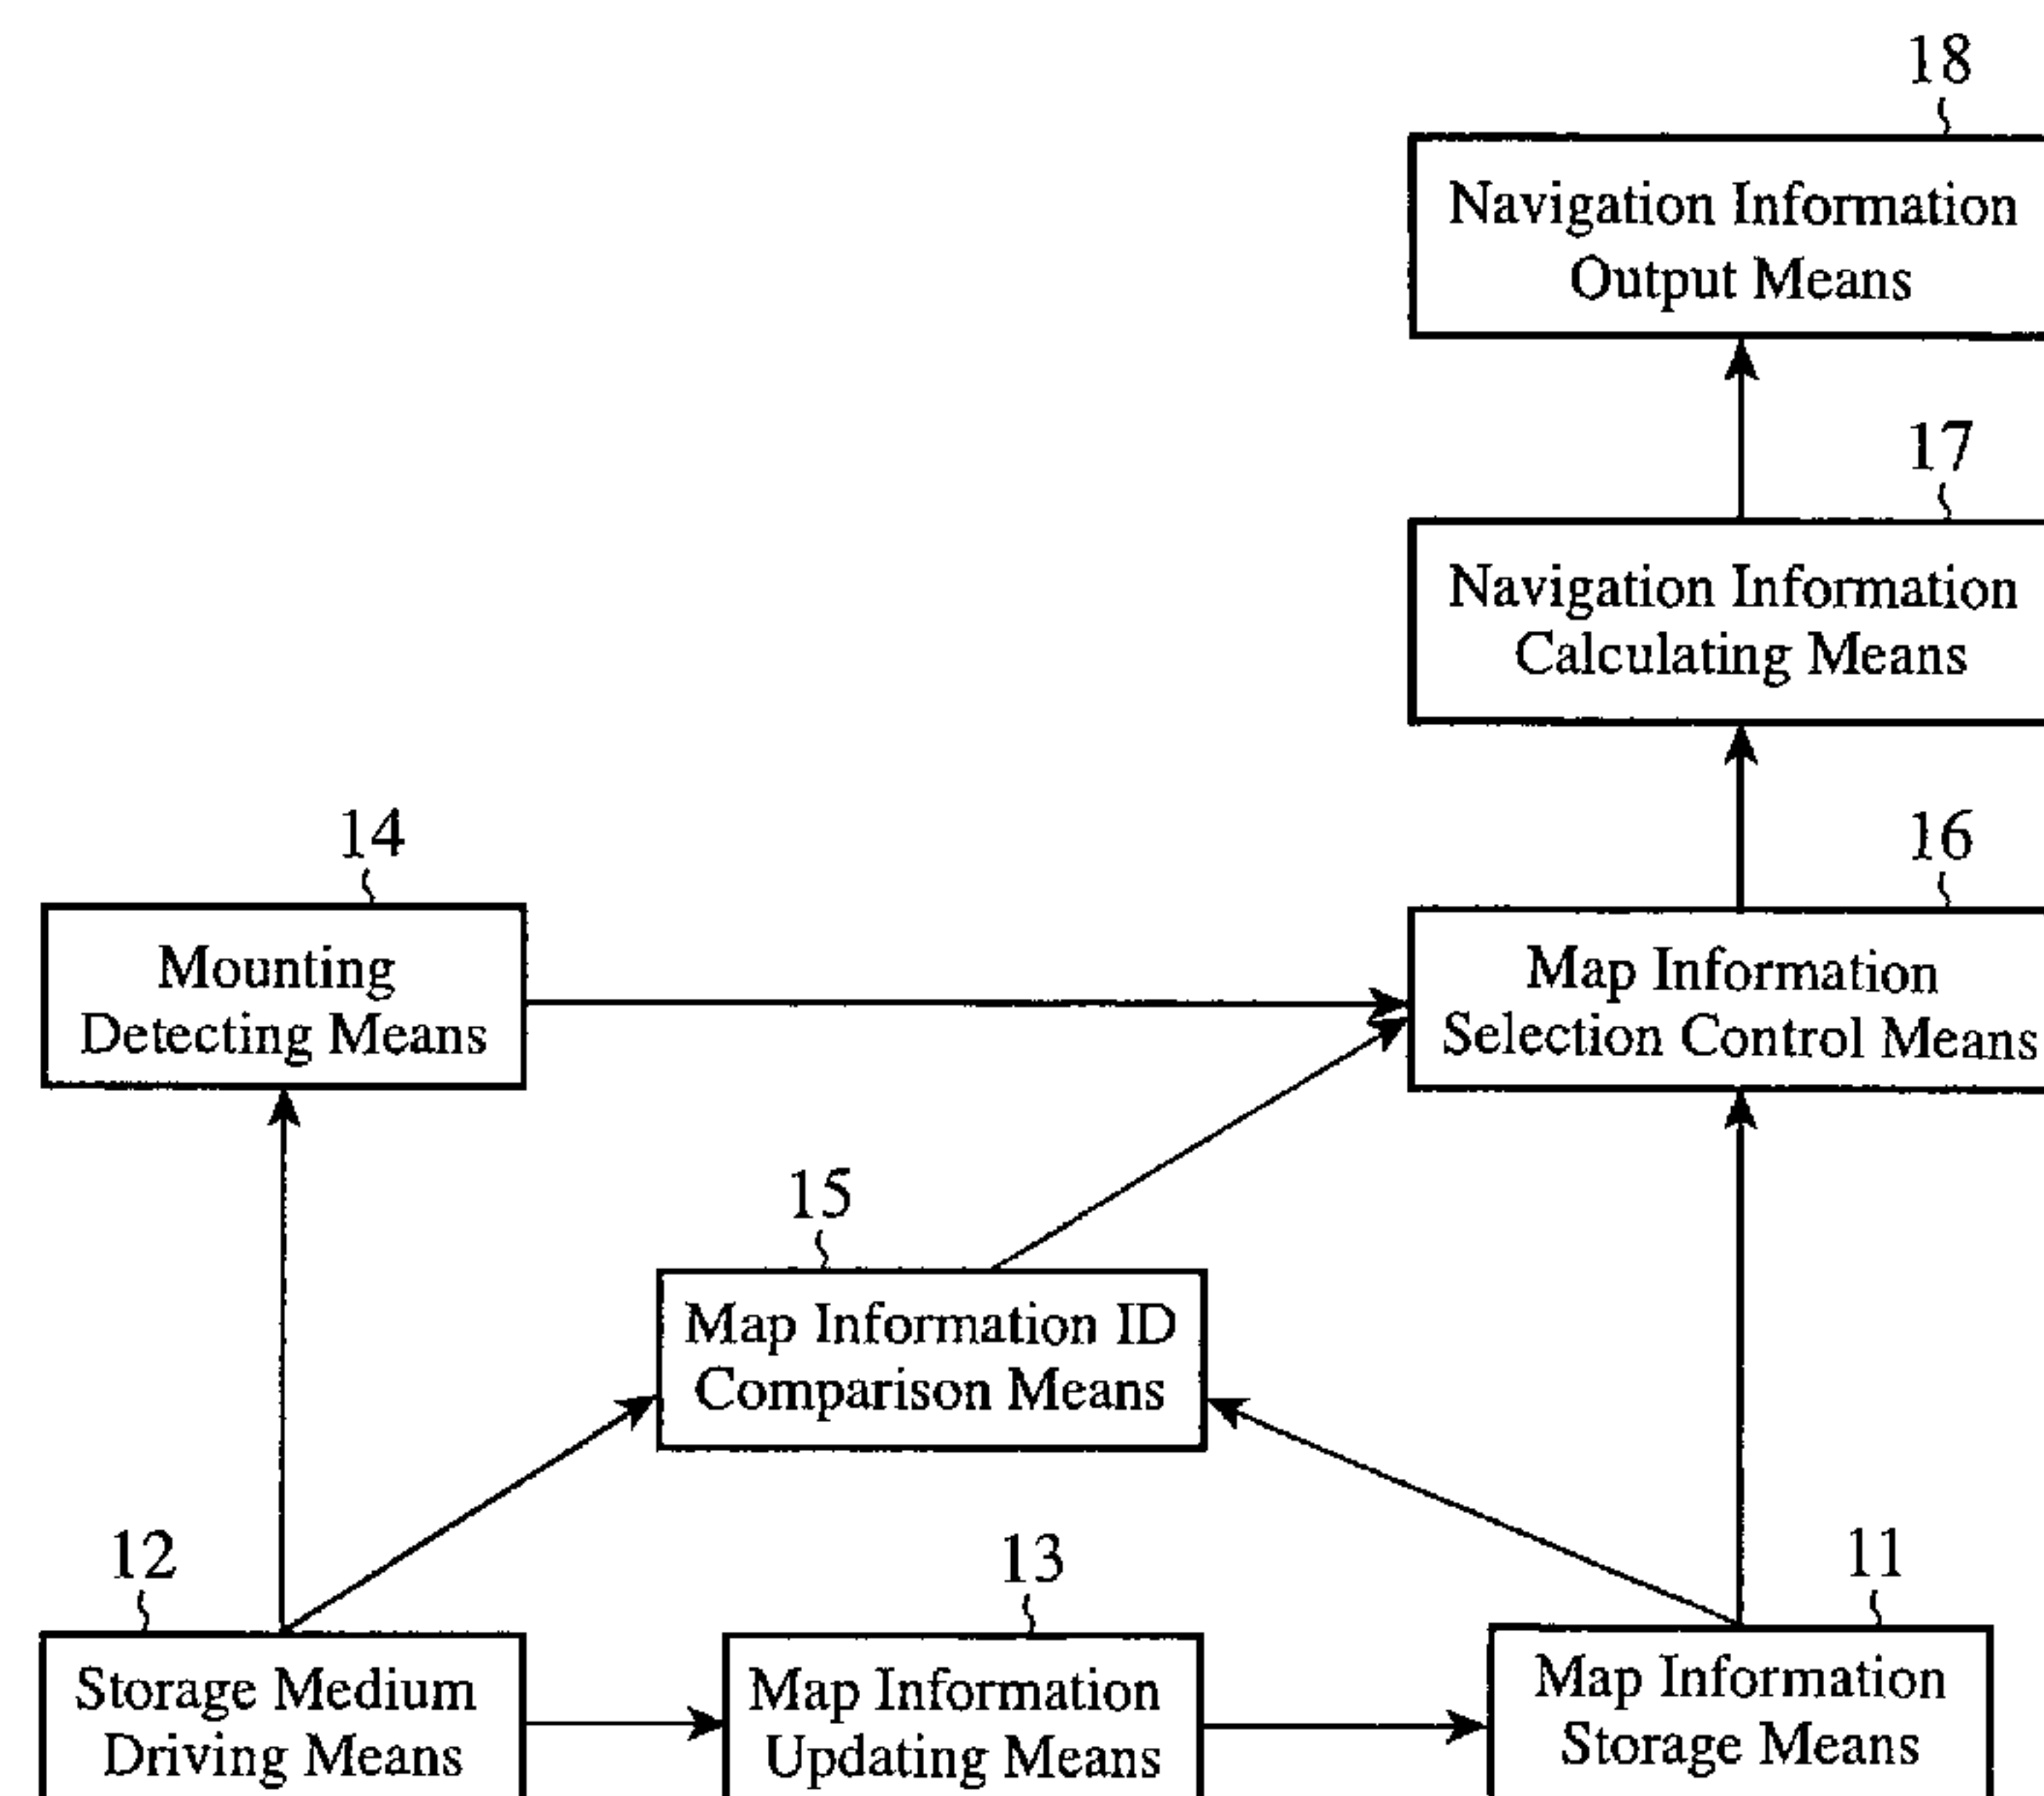 18
Navigation Information
Output Means
17
Navigation Information
Calculating Means
14
Mounting
Detecting Means
16
Map Information
Selection Control Means
15
Map Information ID
Comparison Means
12
Storage Medium
Driving Means
13
Map Information
Updating Means
11
Map Information
Storage Means